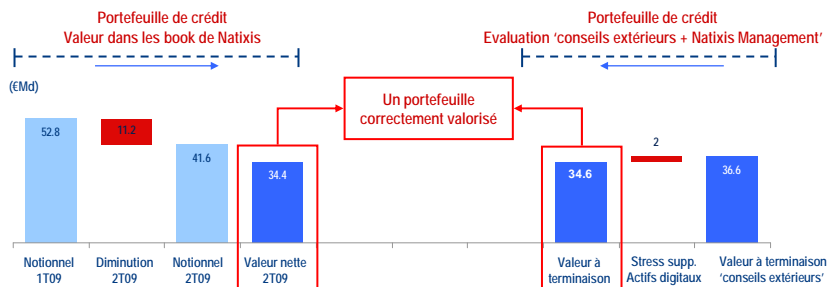 Portefeuille de crédit
Valeur dans les book de Natixis
Portefeuille de crédit
Evaluation ‘conseils extérieurs + Natixis Management’
(€Md)
Un portefeuille
correctement valorisé
52.8
11.2
41.6
34.4
34.6
2
36.6
Notionnel
1T09
Diminution
2T09
Notionnel
2T09
Valeur nette
2T09
Valeur à
terminaison
Stress supp.
Actifs digitaux
Valeur à terminaison
‘conseils extérieurs’